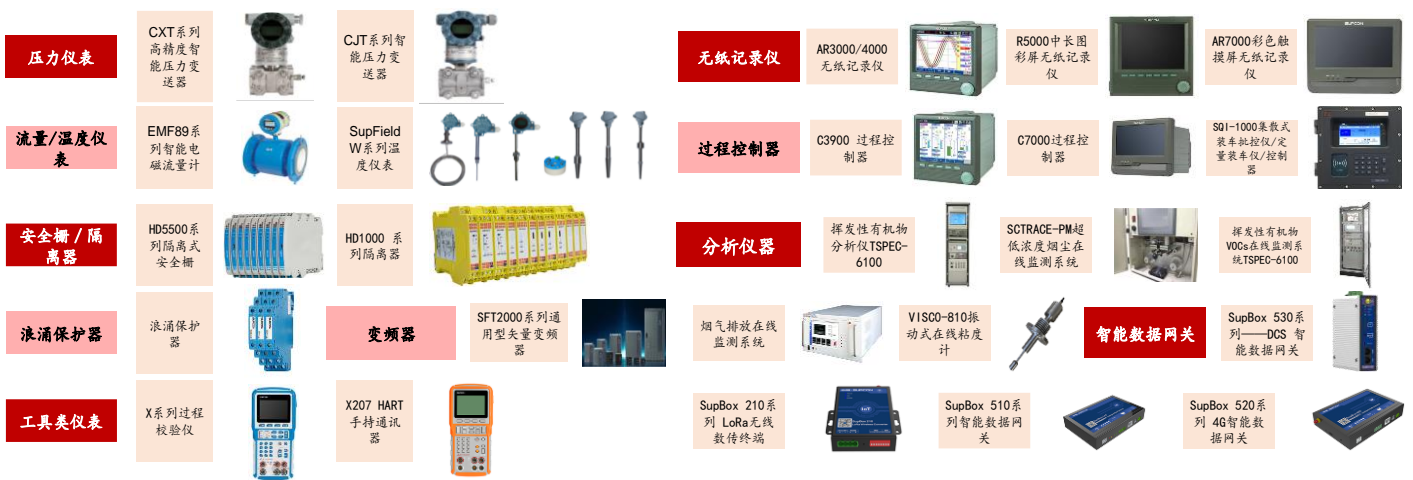 压力仪表
CXT系列
高精度智
能压力变
送器
CJT系列智
能压力变
送器
流量/温度仪
表
EMF89系
列智能电
磁流量计
SupField
W系列温
度仪表
安全栅/隔
离器
HD5500系
列隔离式
安全栅
HD1000 系
列隔离器
浪涌保护器
浪涌保护
器
变频器
SFT2000系列通
用型矢量变频
器
工具类仪表
X系列过程
校验仪
X207 HART
手持通讯
器
无纸记录仪
AR3000/4000
无纸记录仪
R5000中长图
彩屏无纸记录
仪
AR7000彩色触
摸屏无纸记录
仪
SUPCON
过程控制器
C3900 过程控
制器
C7000过程控
制器
SQI-1000集散式
装车批控仪/定
量装车仪/控制
器
分析仪器
挥发性有机物
分析仪TSPEC-
6100
SCTRACE-PM超
低浓度烟尘在
线监测系统
挥发性有机物
VOCs在线监测系
统TSPEC-6100
烟气排放在线
监测系统
VISCO-810振
动式在线粘度
计
智能数据网关
SupBox 530系
列——DCS 智
能数据网关
SupBox 210系
列 LoRa无线
数传终端
SupBox 510系
列智能数据网
关
SupBox 520系
列 4G智能数
据网关